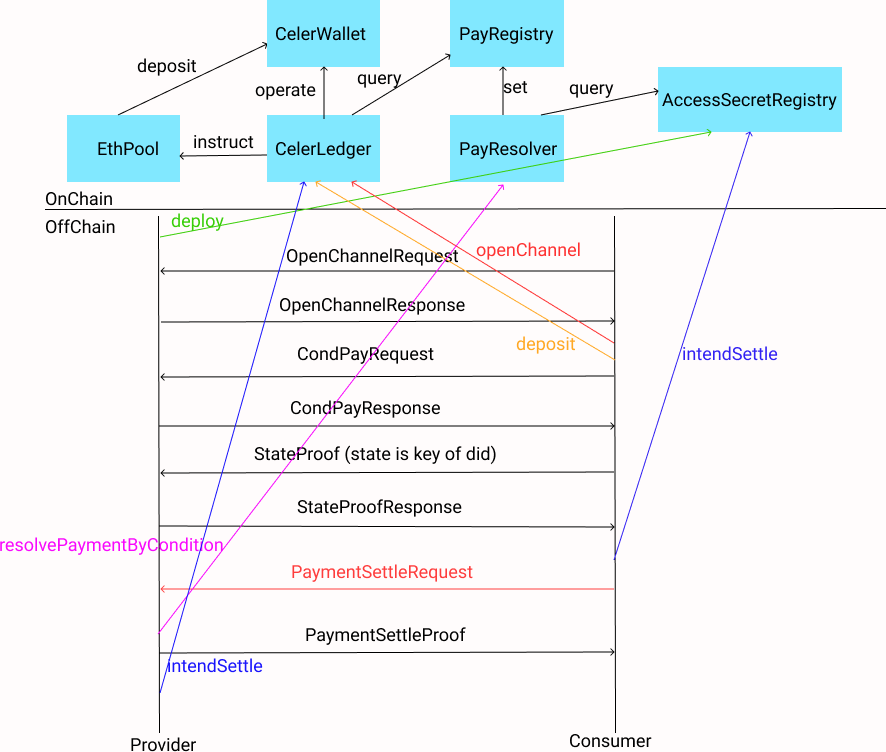 CelerWallet
PayRegistry
deposit
operate
query
set
query
AccessSecretRegistry
EthPool
instruct
CelerLedger
PayResolver
OnChain
OffChain
deploy
openChannel
OpenChannelRequest
OpenChannelResponse
deposit
CondPayRequest
intendSettle
CondPayResponse
StateProof (state is key of did)
StateProofResponse
resolvePaymentByCondition
PaymentSettleRequest
PaymentSettleProof
intendSettle
Provider
Consumer